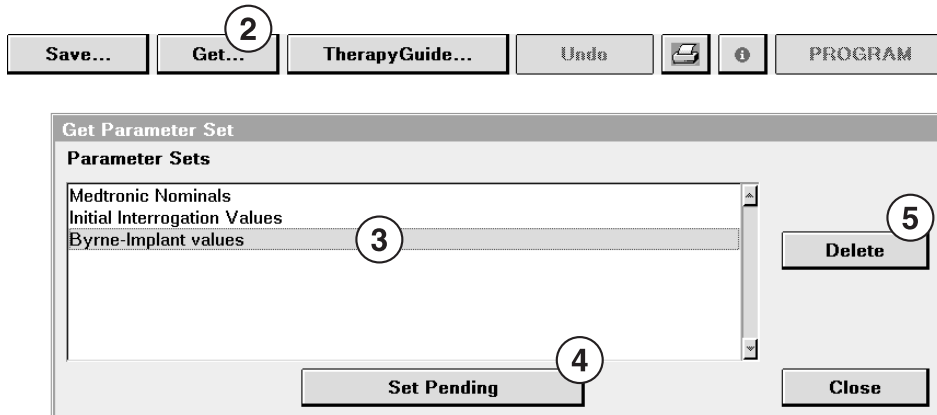 2
Save... Get... TherapyGuide... Undo PROGRAM
Get Parameter Set
Parameter Sets
Medtronic Nominals
Initial Interrogation Values
Byrne-Implant values
3
5
Delete
4
Set Pending
Close